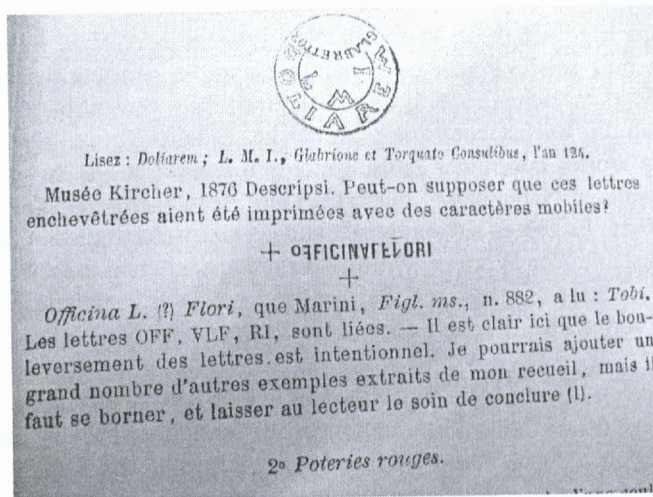 DOLIAREM
GLABRETTOR
L M I
Lisez : Doliarem ; L. M. I., Glabrione et Torquato Consulibus, l'an 124.
Musée Kircher, 1876 Descripsi. Peut-on supposer que ces lettres
enchevêtrées aient été imprimées avec des caractères mobiles?
Officina L. (?) Flori, que Marini, Figl. ms., n. 882, a lu : Tobi.
Les lettres OFF, VLF, RI, sont liées. — Il est clair ici que le bou-
leversement des lettres est intentionnel. Je pourrais ajouter un
grand nombre d'autres exemples extraits de mon recueil, mais il
faut se borner, et laisser au lecteur le soin de conclure (1).
2º Poteries rouges.